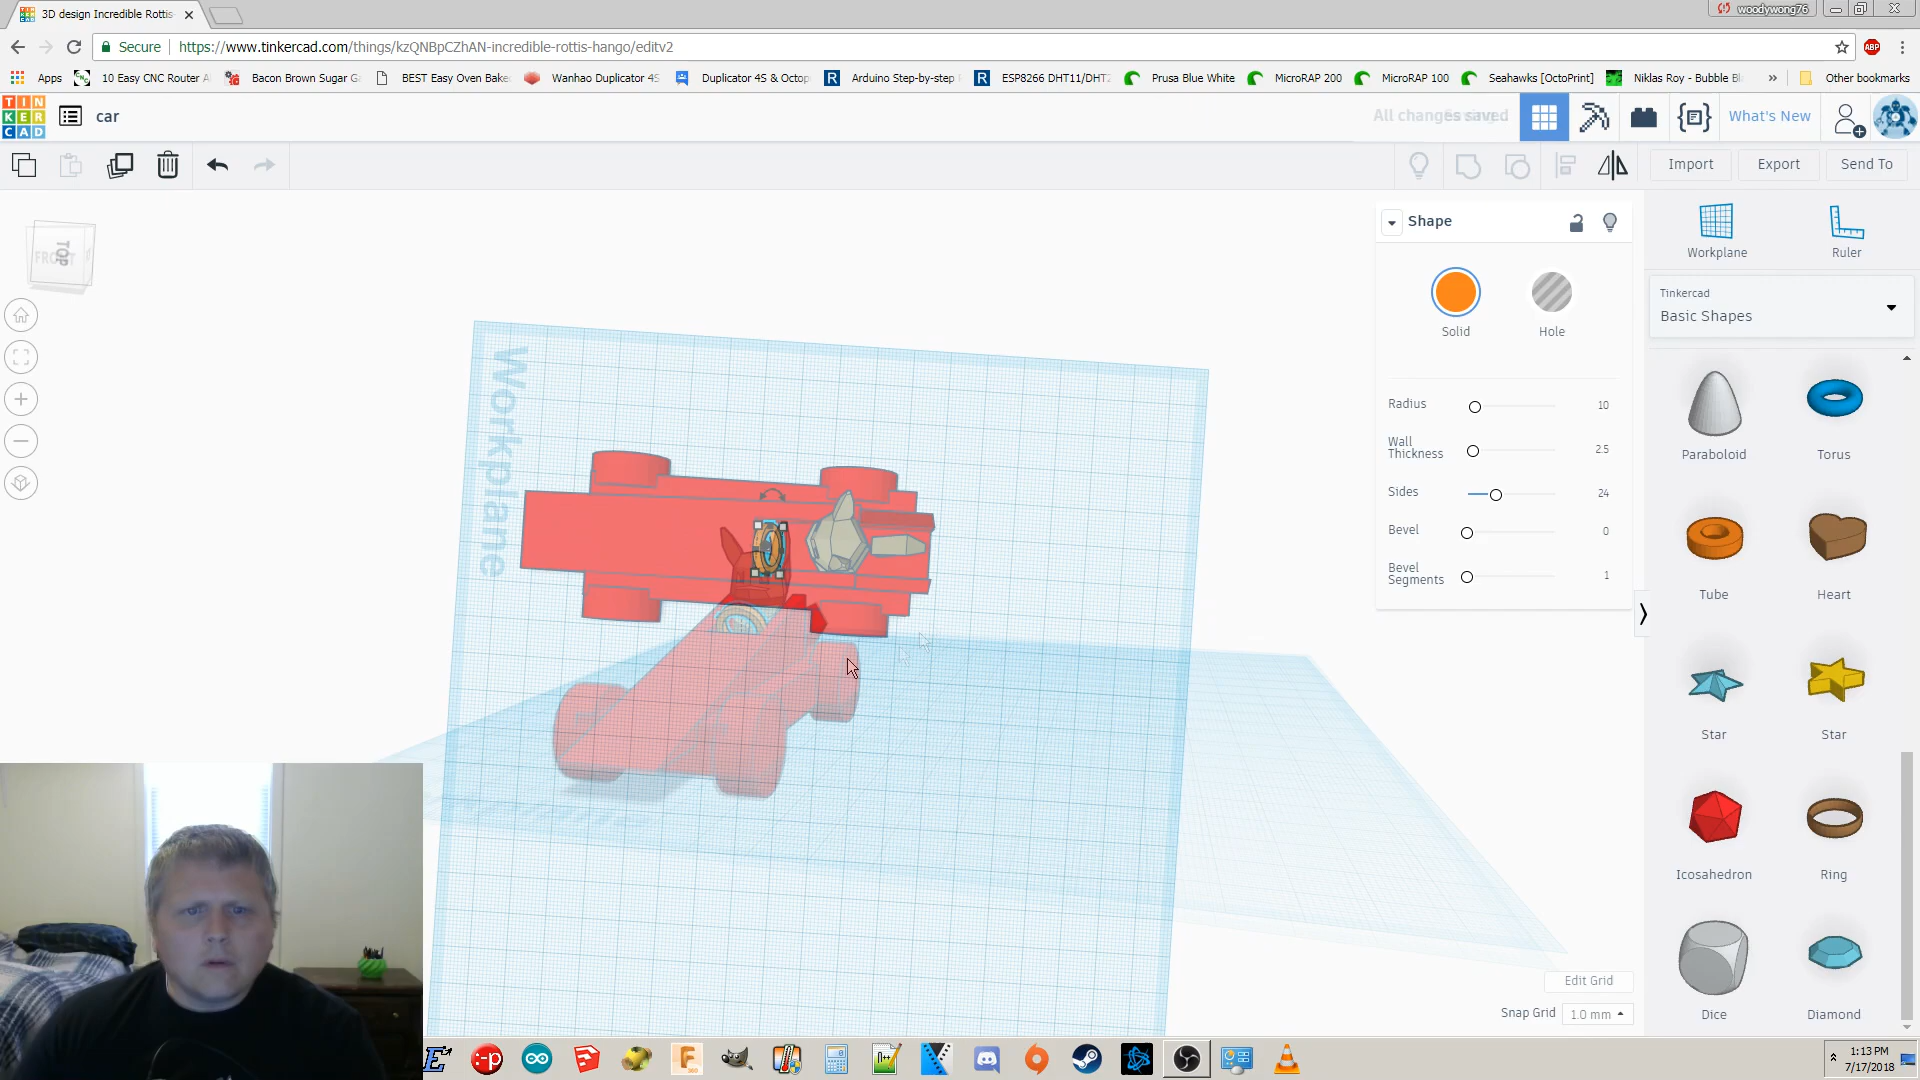 3D design Incredible Rottis
woodywong76
Secure
https://www.tinkercad.com/things/kzQNBpCZhAN-incredible-rottis-hango/editv2
ABP
Apps
10 Easy CNC Router
Bacon Brown Sugar
BEST Easy Oven Bake
Wanhao Duplicator 4S
Duplicator 4S & Octop
R
Arduino Step-by-step
R
ESP8266 DHT11/DHT
Prusa Blue White
MicroRAP 200
MicroRAP 100
Seahawks [OctoPrint]
Niklas Roy - Bubble
Other bookmarks
TIN
KER
CAD
car
All changes saved
What's New
Import
Export
Send To
TOP
FRONT
Shape
Solid
Hole
Radius
10
Wall
Thickness
2.5
Sides
24
Bevel
0
Bevel
Segments
1
Workplane
Workplane
Ruler
Tinkercad
Basic Shapes
Paraboloid
Torus
Tube
Heart
Star
Star
Icosahedron
Ring
Dice
Diamond
Edit Grid
Snap Grid
1.0 mm
1:13 PM
7/17/2018